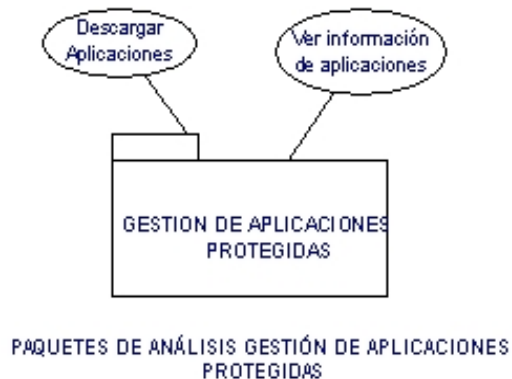 Descargar
Aplicaciones
Ver información
de aplicaciones
GESTION DE APLICACIONES
PROTEGIDAS
PAQUETES DE ANÁLISIS GESTIÓN DE APLICACIONES
PROTEGIDAS